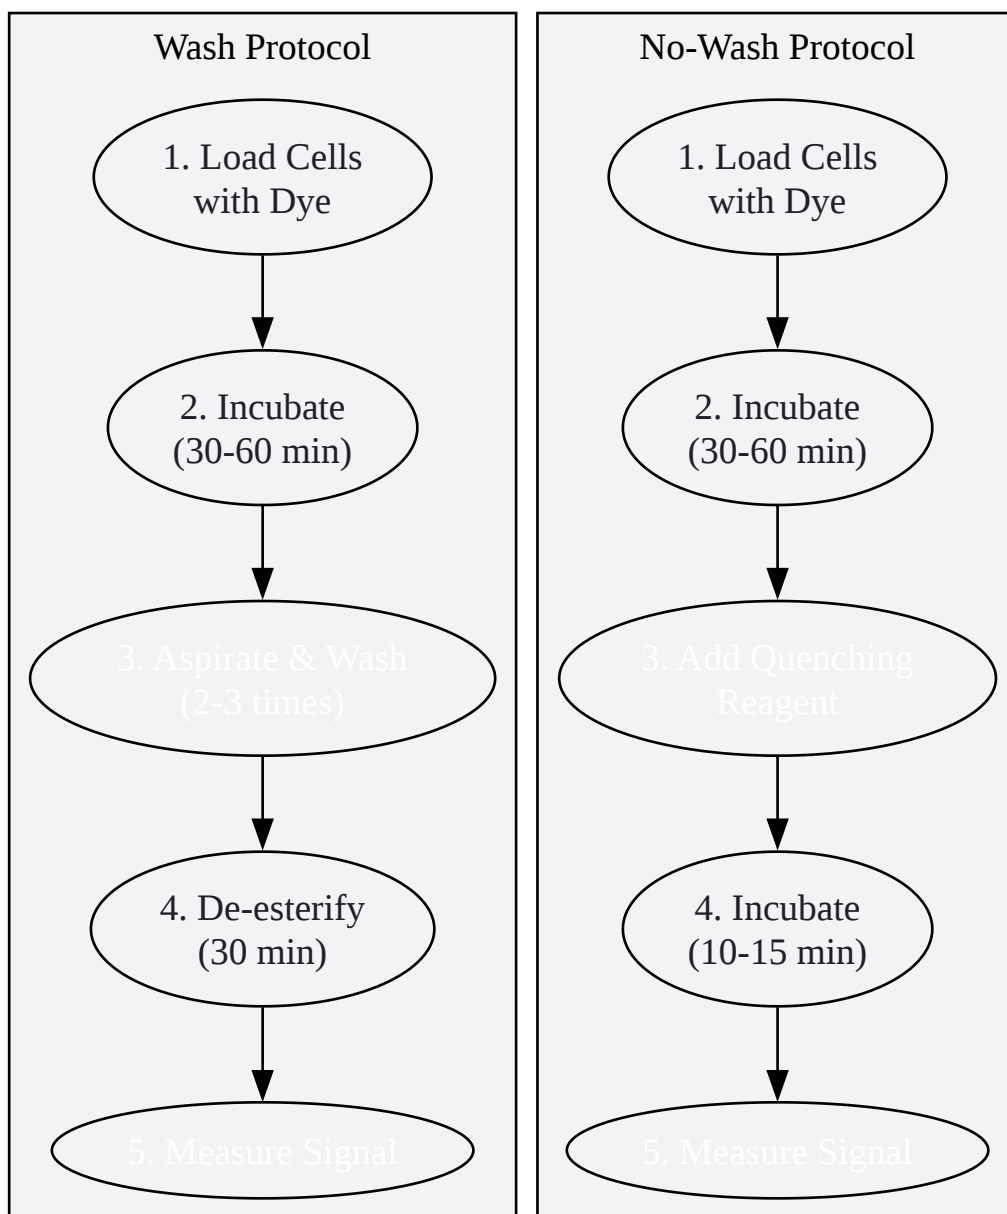 Wash Protocol
1. Load Cells
with Dye
2. Incubate
(30-60 min)
3. Aspirate & Wash
(2-3 times)
4. De-esterify
(30 min)
5. Measure Signal
No-Wash Protocol
1. Load Cells
with Dye
2. Incubate
(30-60 min)
3. Add Quenching
Reagent
4. Incubate
(10-15 min)
5. Measure Signal